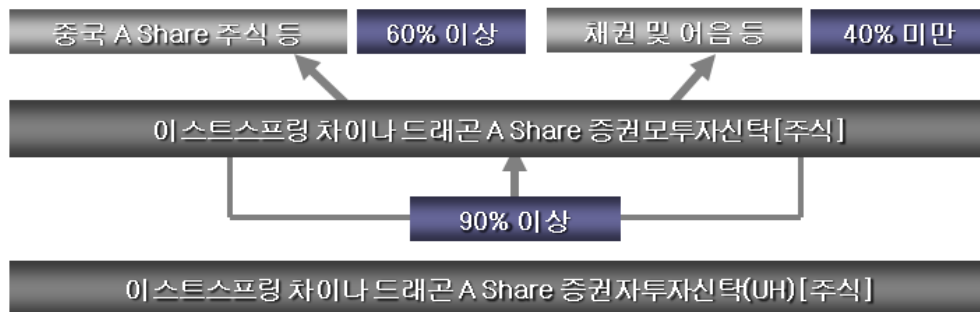 중국 A Share 주식 등 60% 이상 채권 및 어음 등 40% 미만
이스트스프링 차이나 드래곤 A Share 증권모투자신탁[주식]
90% 이상
이스트스프링 차이나 드래곤 A Share 증권자투자신탁(UH)[주식]